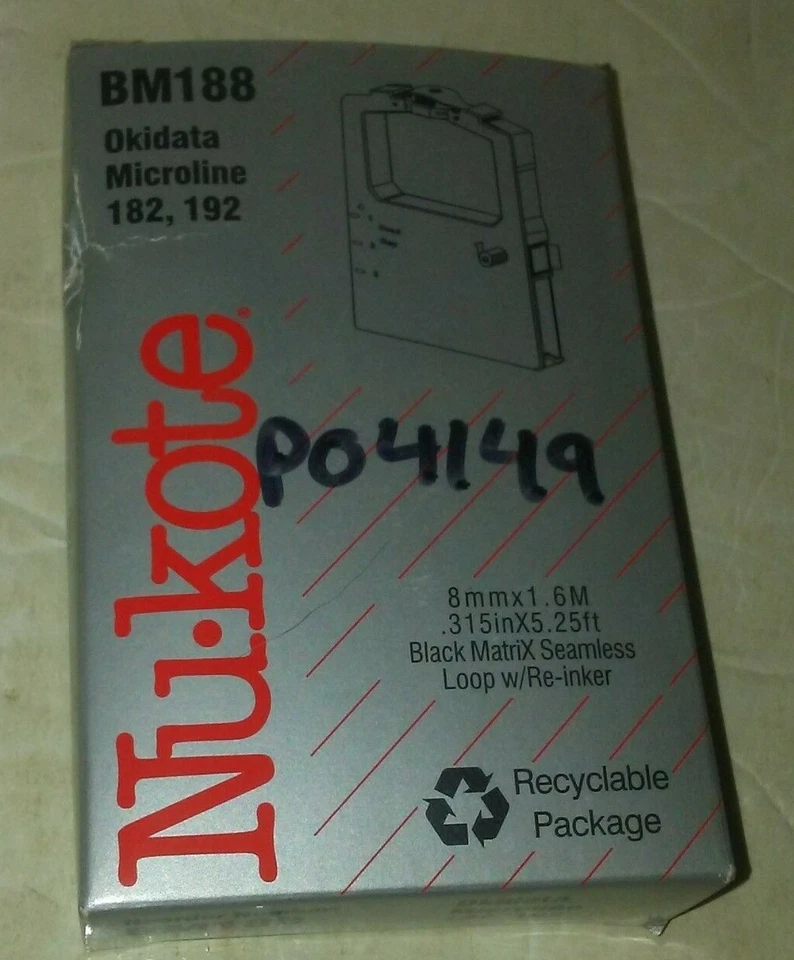 BM188
Okidata
Microline
182, 192
Nu·kote®
PO4149
8mmx1.6M
.315inX5.25ft
Black MatriX Seamless
Loop w/Re-inker
Recyclable
Package